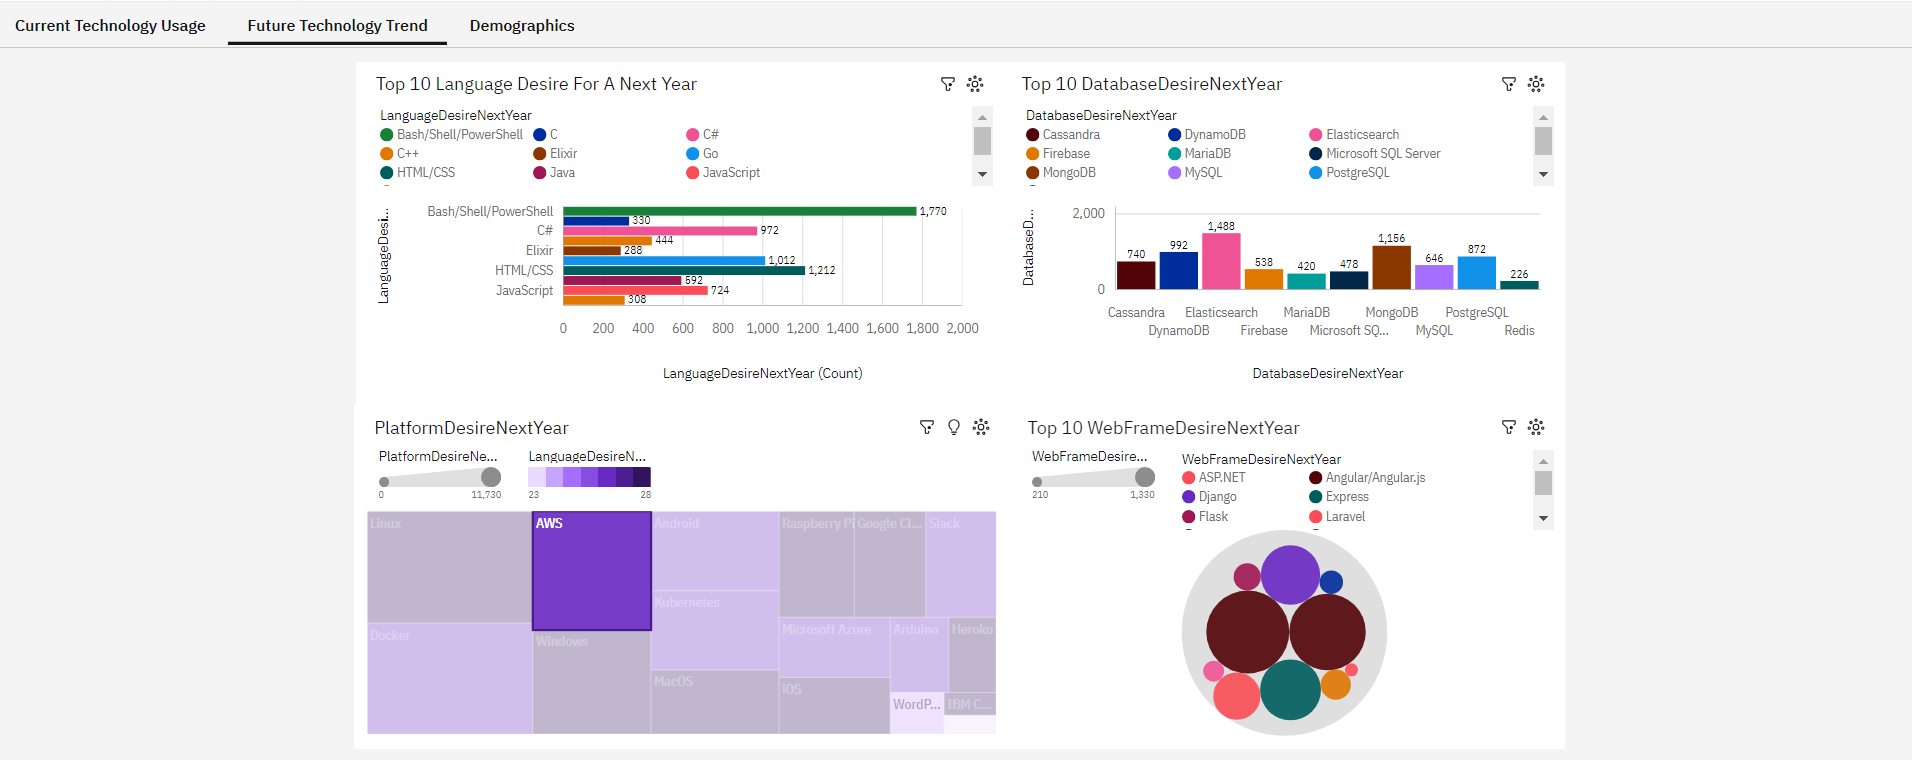 Current Technology Usage Future Technology Trend Demographics
Top 10 Language Desire For A Next Year
LanguageDesireNextYear
Bash/Shell/PowerShell C C#
C++ Elixir Go
HTML/CSS Java JavaScript
LanguageDesi...
Bash/Shell/PowerShell 1,770
330
C# 972
444
Elixir 288
1,012
HTML/CSS 1,212
592
JavaScript 724
308
0 200 400 600 800 1,000 1,200 1,400 1,600 1,800 2,000
LanguageDesireNextYear (Count)
Top 10 DatabaseDesireNextYear
DatabaseDesireNextYear
Cassandra DynamoDB Elasticsearch
Firebase MariaDB Microsoft SQL Server
MongoDB MySQL PostgreSQL
DatabaseD...
2,000
0
740 992 1,488 538 420 478 1,156 646 872 226
Cassandra Elasticsearch MariaDB MongoDB PostgreSQL
DynamoDB Firebase Microsoft SQ... MySQL Redis
DatabaseDesireNextYear
PlatformDesireNextYear
PlatformDesireNe... LanguageDesireN...
0 11,730 23 28
Linux AWS Android Raspberry Pi Google Cl... Slack
Kubernetes
Docker Windows Microsoft Azure Arduino Heroku
MacOS iOS
WordP... IBM C...
Top 10 WebFrameDesireNextYear
WebFrameDesire... WebFrameDesireNextYear
210 1,330
ASP.NET Angular/Angular.js
Django Express
Flask Laravel